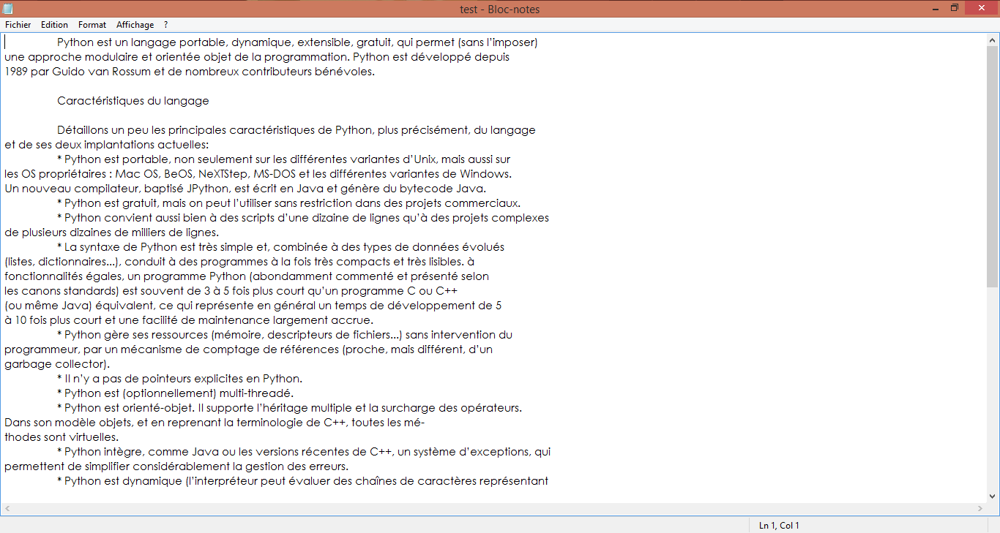 test - Bloc-notes
Fichier Edition Format Affichage ?
Python est un langage portable, dynamique, extensible, gratuit, qui permet (sans l’imposer)
une approche modulaire et orientée objet de la programmation. Python est développé depuis
1989 par Guido van Rossum et de nombreux contributeurs bénévoles.
Caractéristiques du langage
Détaillons un peu les principales caractéristiques de Python, plus précisément, du langage
et de ses deux implantations actuelles:
* Python est portable, non seulement sur les différentes variantes d’Unix, mais aussi sur
les OS propriétaires : Mac OS, BeOS, NeXTStep, MS-DOS et les différentes variantes de Windows.
Un nouveau compilateur, baptisé JPython, est écrit en Java et génère du bytecode Java.
* Python est gratuit, mais on peut l’utiliser sans restriction dans des projets commerciaux.
* Python convient aussi bien à des scripts d’une dizaine de lignes qu’à des projets complexes
de plusieurs dizaines de milliers de lignes.
* La syntaxe de Python est très simple et, combinée à des types de données évolués
(listes, dictionnaires...), conduit à des programmes à la fois très compacts et très lisibles. à
fonctionnalités égales, un programme Python (abondamment commenté et présenté selon
les canons standards) est souvent de 3 à 5 fois plus court qu’un programme C ou C++
(ou même Java) équivalent, ce qui représente en général un temps de développement de 5
à 10 fois plus court et une facilité de maintenance largement accrue.
* Python gère ses ressources (mémoire, descripteurs de fichiers...) sans intervention du
programmeur, par un mécanisme de comptage de références (proche, mais différent, d’un
garbage collector).
* Il n’y a pas de pointeurs explicites en Python.
* Python est (optionnellement) multi-threadé.
* Python est orienté-objet. Il supporte l’héritage multiple et la surcharge des opérateurs.
Dans son modèle objets, et en reprenant la terminologie de C++, toutes les mé-
thodes sont virtuelles.
* Python intègre, comme Java ou les versions récentes de C++, un système d’exceptions, qui
permettent de simplifier considérablement la gestion des erreurs.
* Python est dynamique (l’interpréteur peut évaluer des chaînes de caractères représentant
Ln 1, Col 1